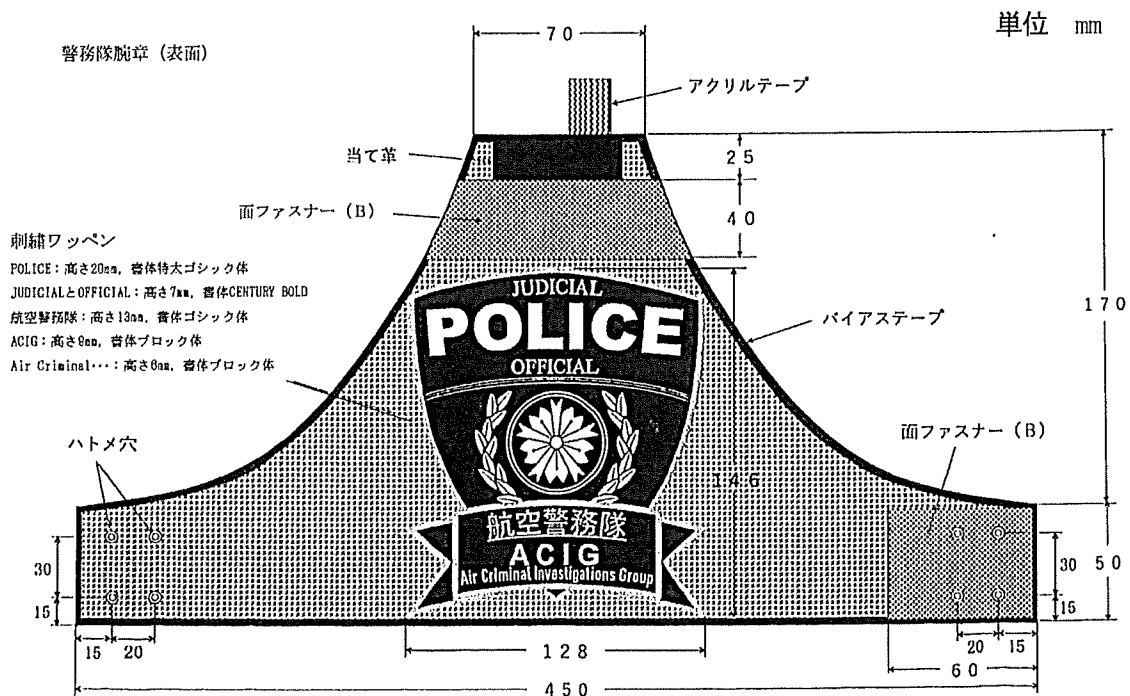 単位 mm
警務隊腕章（表面）
70
アクリルテープ
当て革
25
面ファスナー（B）
40
刺繍ワッペン
POLICE：高さ20mm, 書体特太ゴシック体
JUDICIALとOFFICIAL：高さ7mm, 書体CENTURY BOLD
航空警務隊：高さ13mm, 書体ゴシック体
ACIG：高さ9mm, 書体ブロック体
Air Criminal･･･：高さ6mm, 書体ブロック体
JUDICIAL
POLICE
OFFICIAL
170
バイアステープ
ハトメ穴
面ファスナー（B）
146
航空警務隊
ACIG
Air Criminal Investigations Group
30
15
30
50
15
15
20
128
20
15
60
450